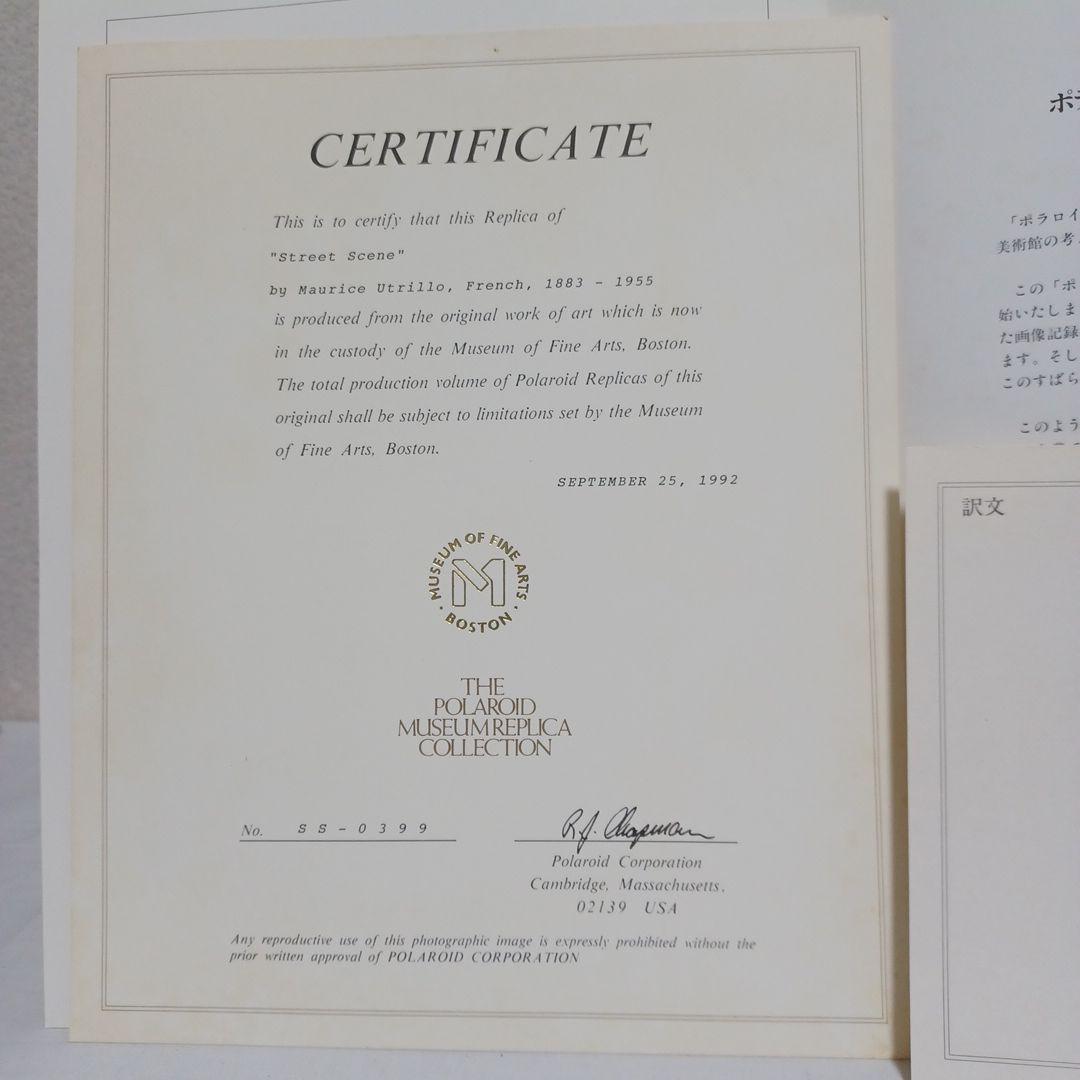 CERTIFICATE
This is to certify that this Replica of
"Street Scene"
by Maurice Utrillo, French, 1883 - 1955
is produced from the original work of art which is now
in the custody of the Museum of Fine Arts, Boston.
The total production volume of Polaroid Replicas of this
original shall be subject to limitations set by the Museum
of Fine Arts, Boston.
SEPTEMBER 25, 1992
MUSEUM OF FINE ARTS
M
· BOSTON ·
THE
POLAROID
MUSEUM REPLICA
COLLECTION
No. SS-0399
R.J. Chapman
Polaroid Corporation
Cambridge, Massachusetts,
02139 USA
Any reproductive use of this photographic image is expressly prohibited without the
prior written approval of POLAROID CORPORATION
ポラ
「ポラロイ
美術館の考
この「ポ
始いたしま
た画像記録
ます。そし
このすばら
このよう
訳文